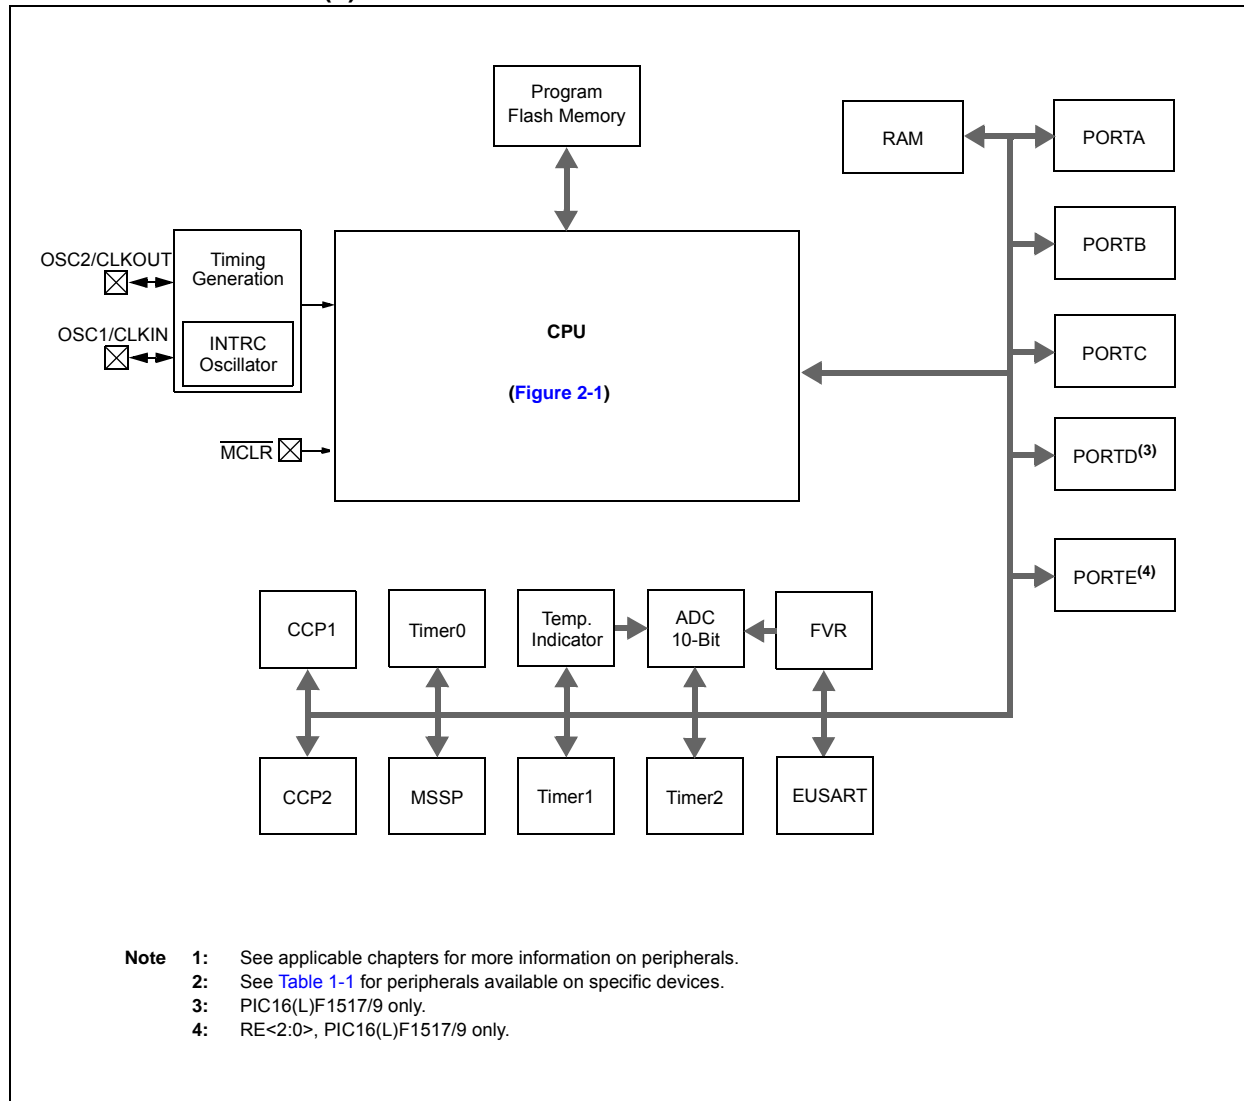 (L)
Program
Flash Memory
RAM
PORTA
OSC2/CLKOUT
Timing
Generation
PORTB
OSC1/CLKIN
INTRC
Oscillator
CPU
(Figure 2-1)
PORTC
MCLR
PORTD(3)
PORTE(4)
CCP1
Timer0
Temp.
Indicator
ADC
10-Bit
FVR
CCP2
MSSP
Timer1
Timer2
EUSART
Note 1: See applicable chapters for more information on peripherals.
2: See Table 1-1 for peripherals available on specific devices.
3: PIC16(L)F1517/9 only.
4: RE<2:0>, PIC16(L)F1517/9 only.